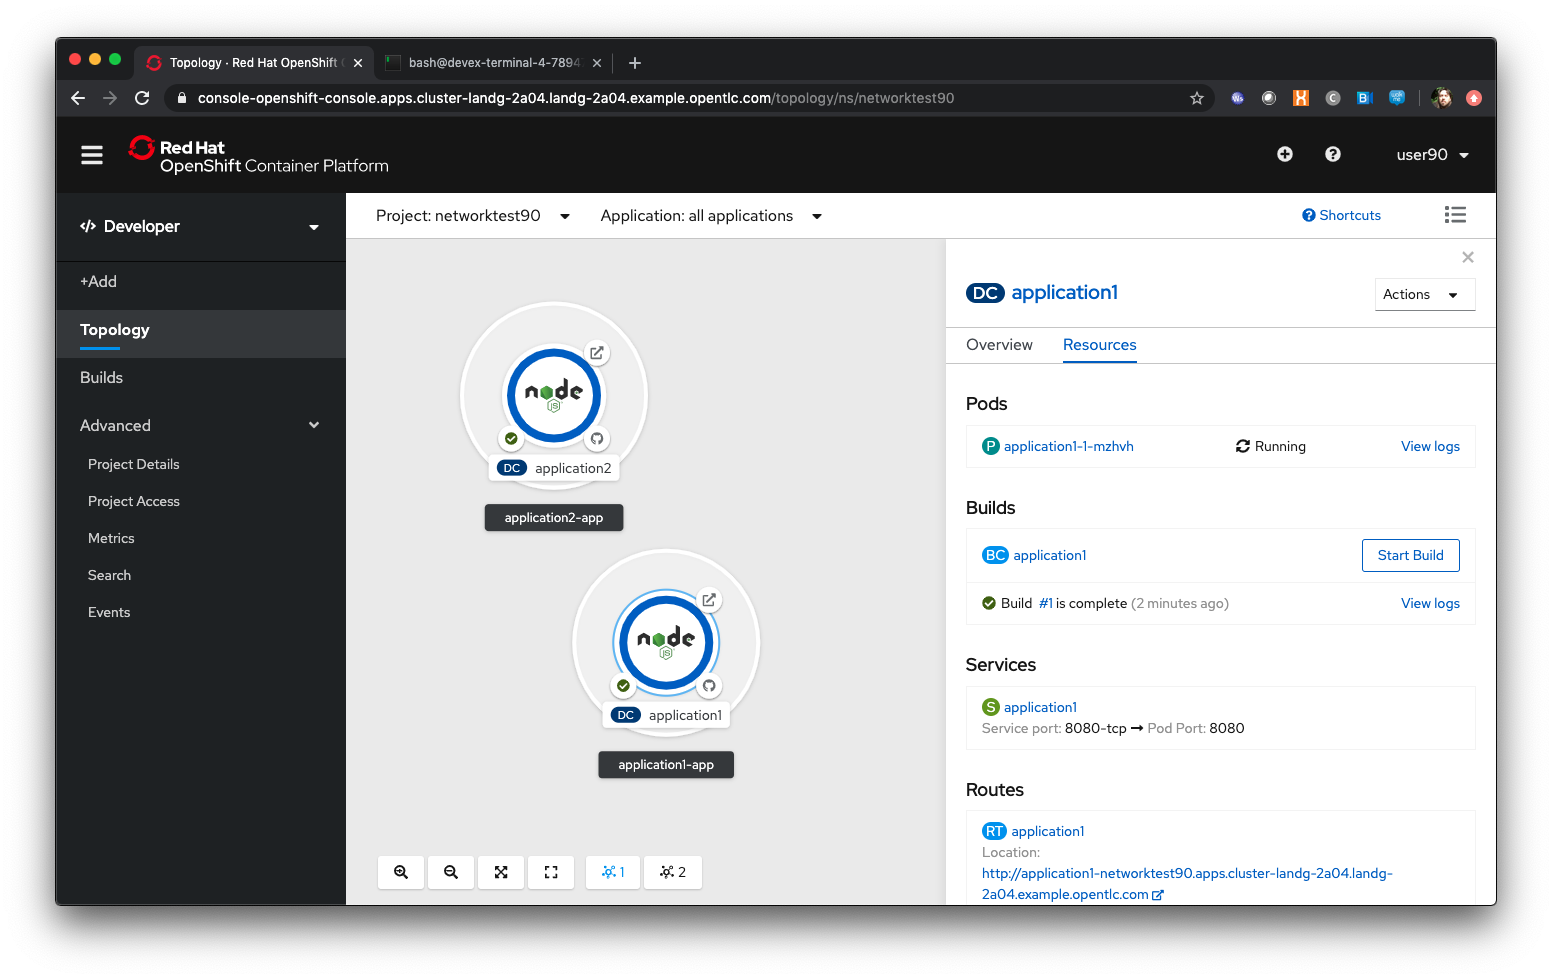 Topology · Red Hat OpenShift
bash@devex-terminal-4-7894
console-openshift-console.apps.cluster-landg-2a04.landg-2a04.example.opentlc.com/topology/ns/networktest90
Red Hat
OpenShift Container Platform
user90
Developer
Project: networktest90
Application: all applications
Shortcuts
+Add
Topology
Builds
Advanced
Project Details
Project Access
Metrics
Search
Events
node
JS
DC application2
application2-app
node
JS
DC application1
application1-app
1
2
DC application1
Actions
Overview
Resources
Pods
P application1-1-mzhvh
Running
View logs
Builds
BC application1
Start Build
Build #1 is complete (2 minutes ago)
View logs
Services
S application1
Service port: 8080-tcp → Pod Port: 8080
Routes
RT application1
Location:
http://application1-networktest90.apps.cluster-landg-2a04.landg-
2a04.example.opentlc.com